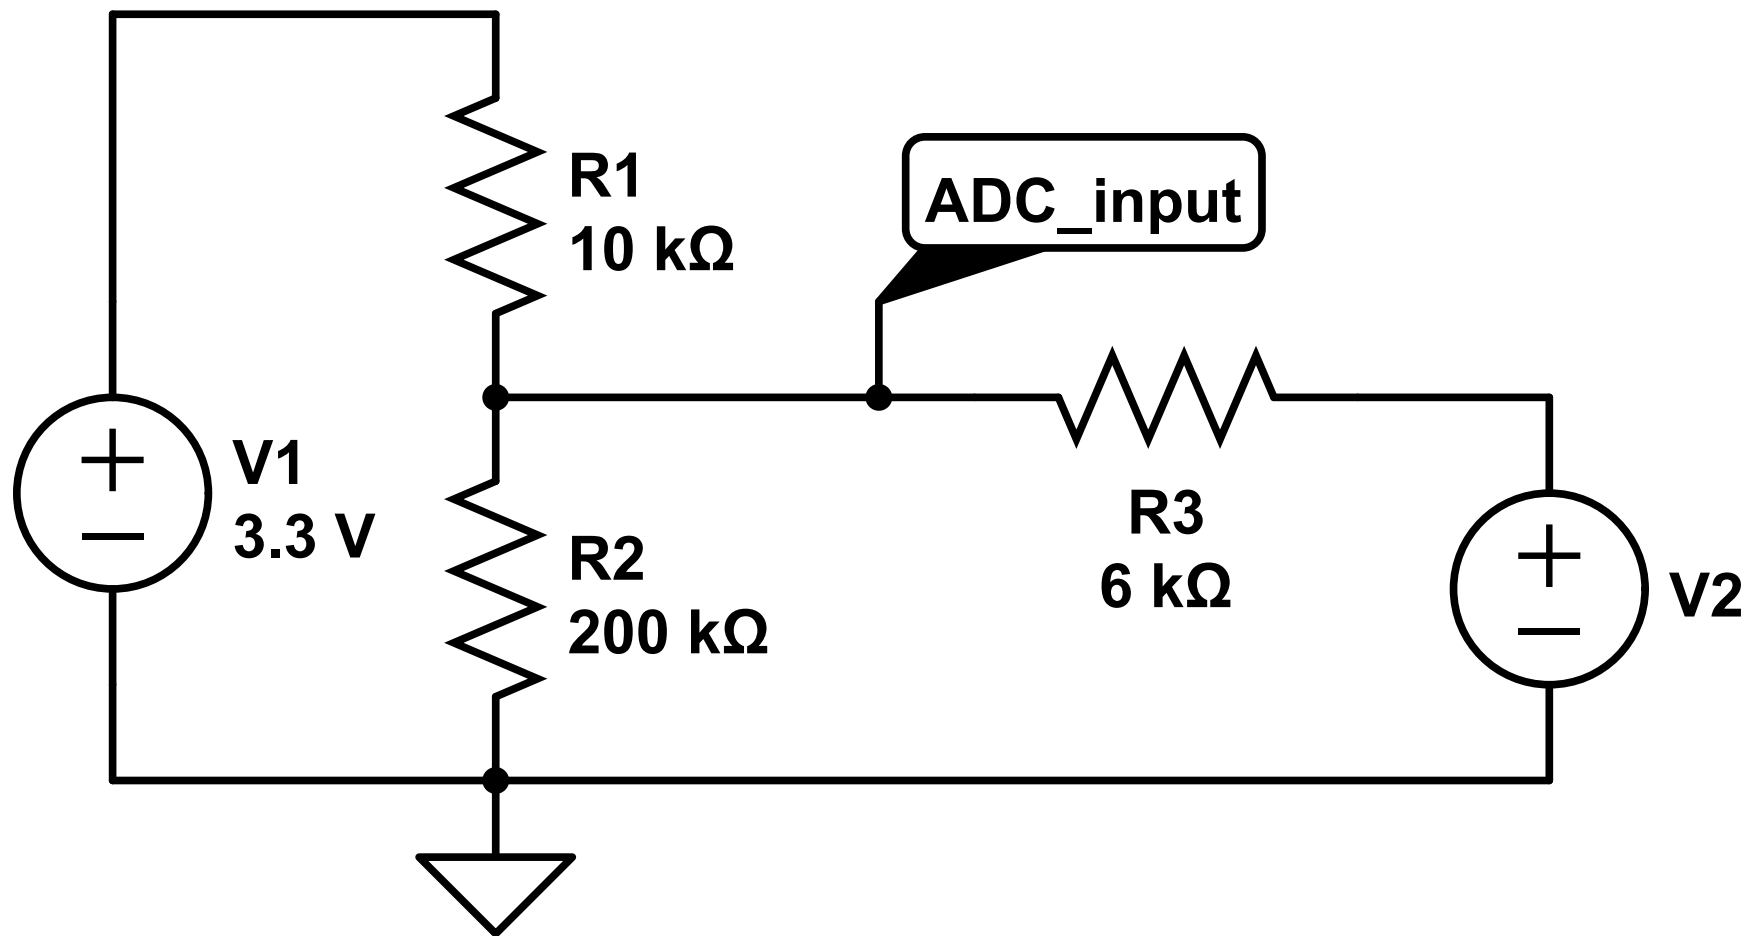 R1
10 kΩ
ADC_input
V1
3.3 V
R2
200 kΩ
R3
6 kΩ
V2